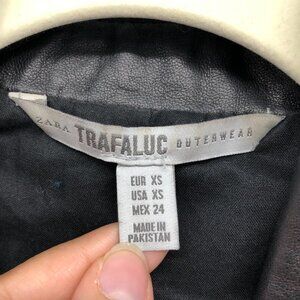 ZARA TRAFALUC OUTERWEAR
EUR XS
USA XS
MEX 24
MADE IN
PAKISTAN